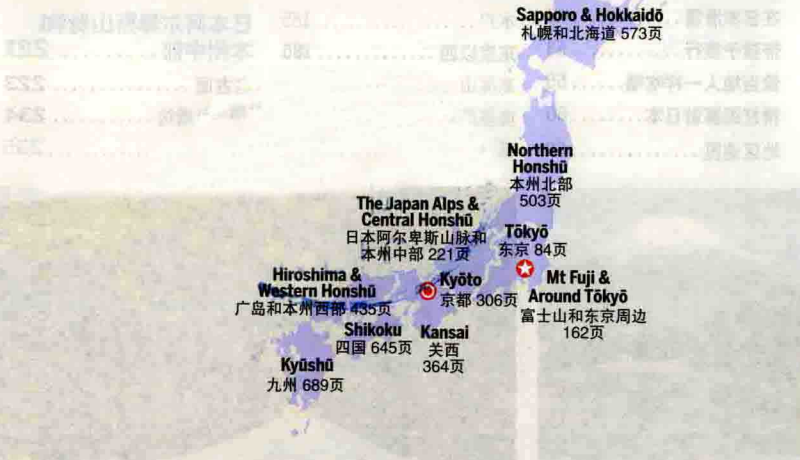 Sapporo & Hokkaidō
札幌和北海道 573页
Northern
Honshū
本州北部
503页
The Japan Alps &
Central Honshū
日本阿尔卑斯山脉和
本州中部 221页
Tōkyō
东京 84页
Hiroshima &
Western Honshū
广岛和本州西部 435页
Kyōto
京都 306页
Mt Fuji &
Around Tōkyō
富士山和东京周边
162页
Shikoku
四国 645页
Kansai
关西
364页
Kyūshū
九州 689页